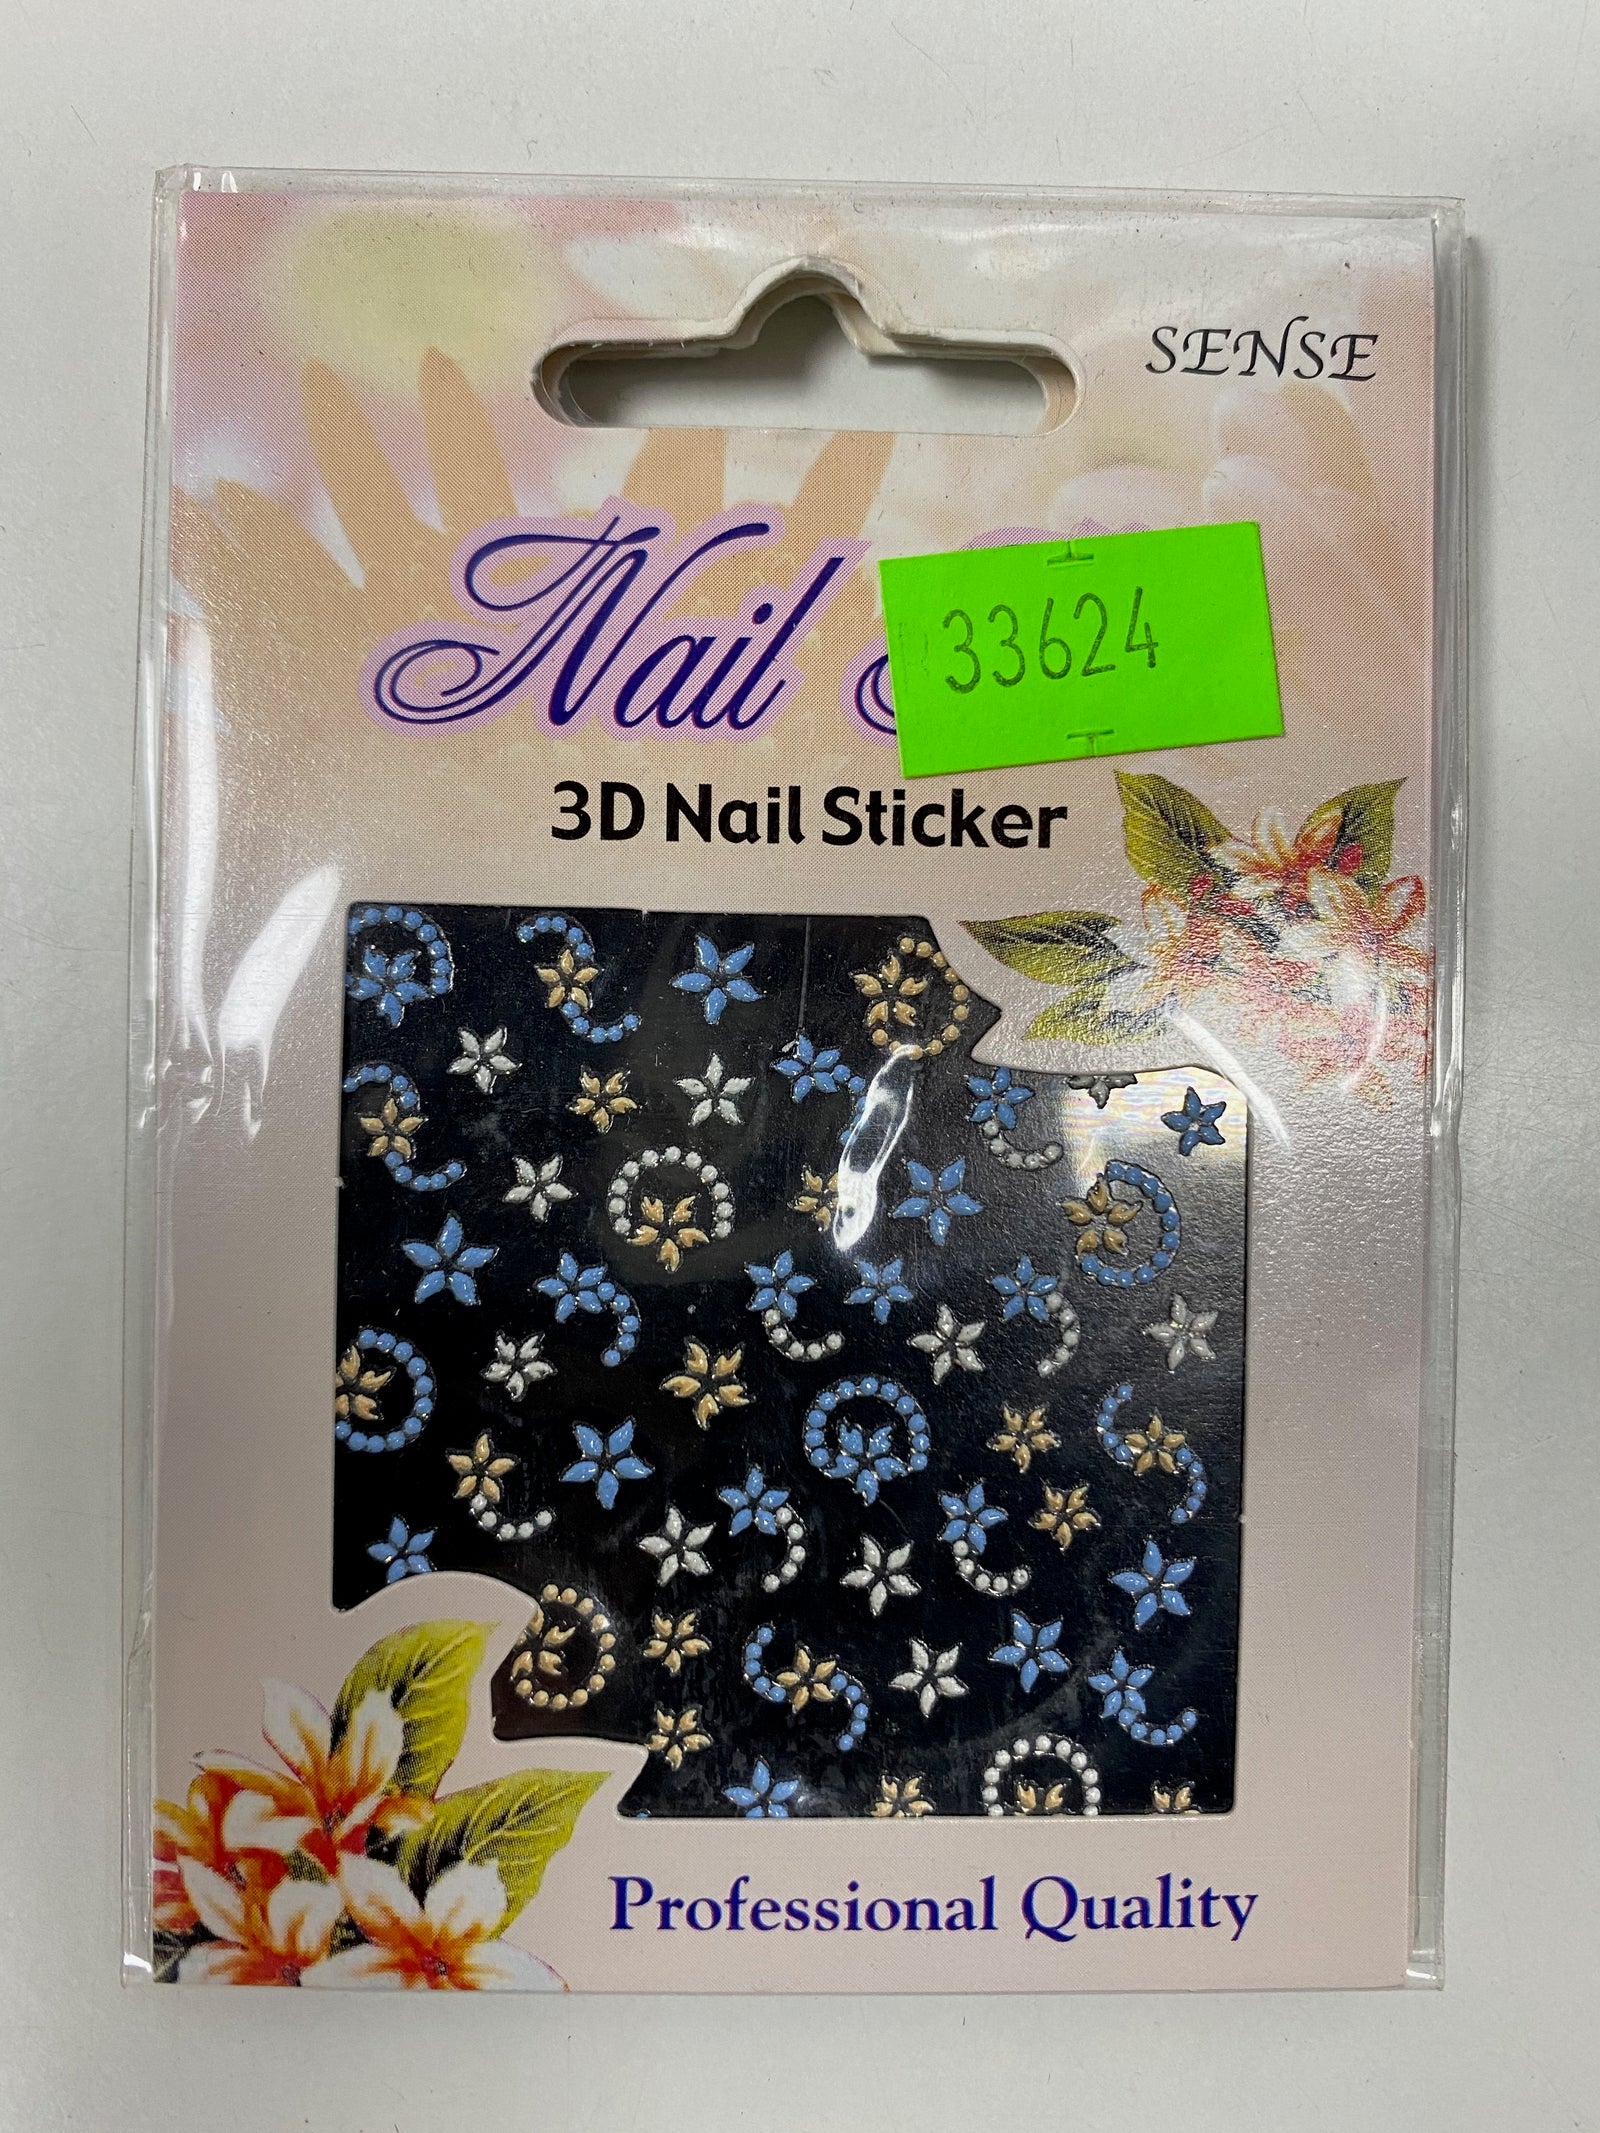 SENSE
Nail
33624
3D Nail Sticker
Professional Quality